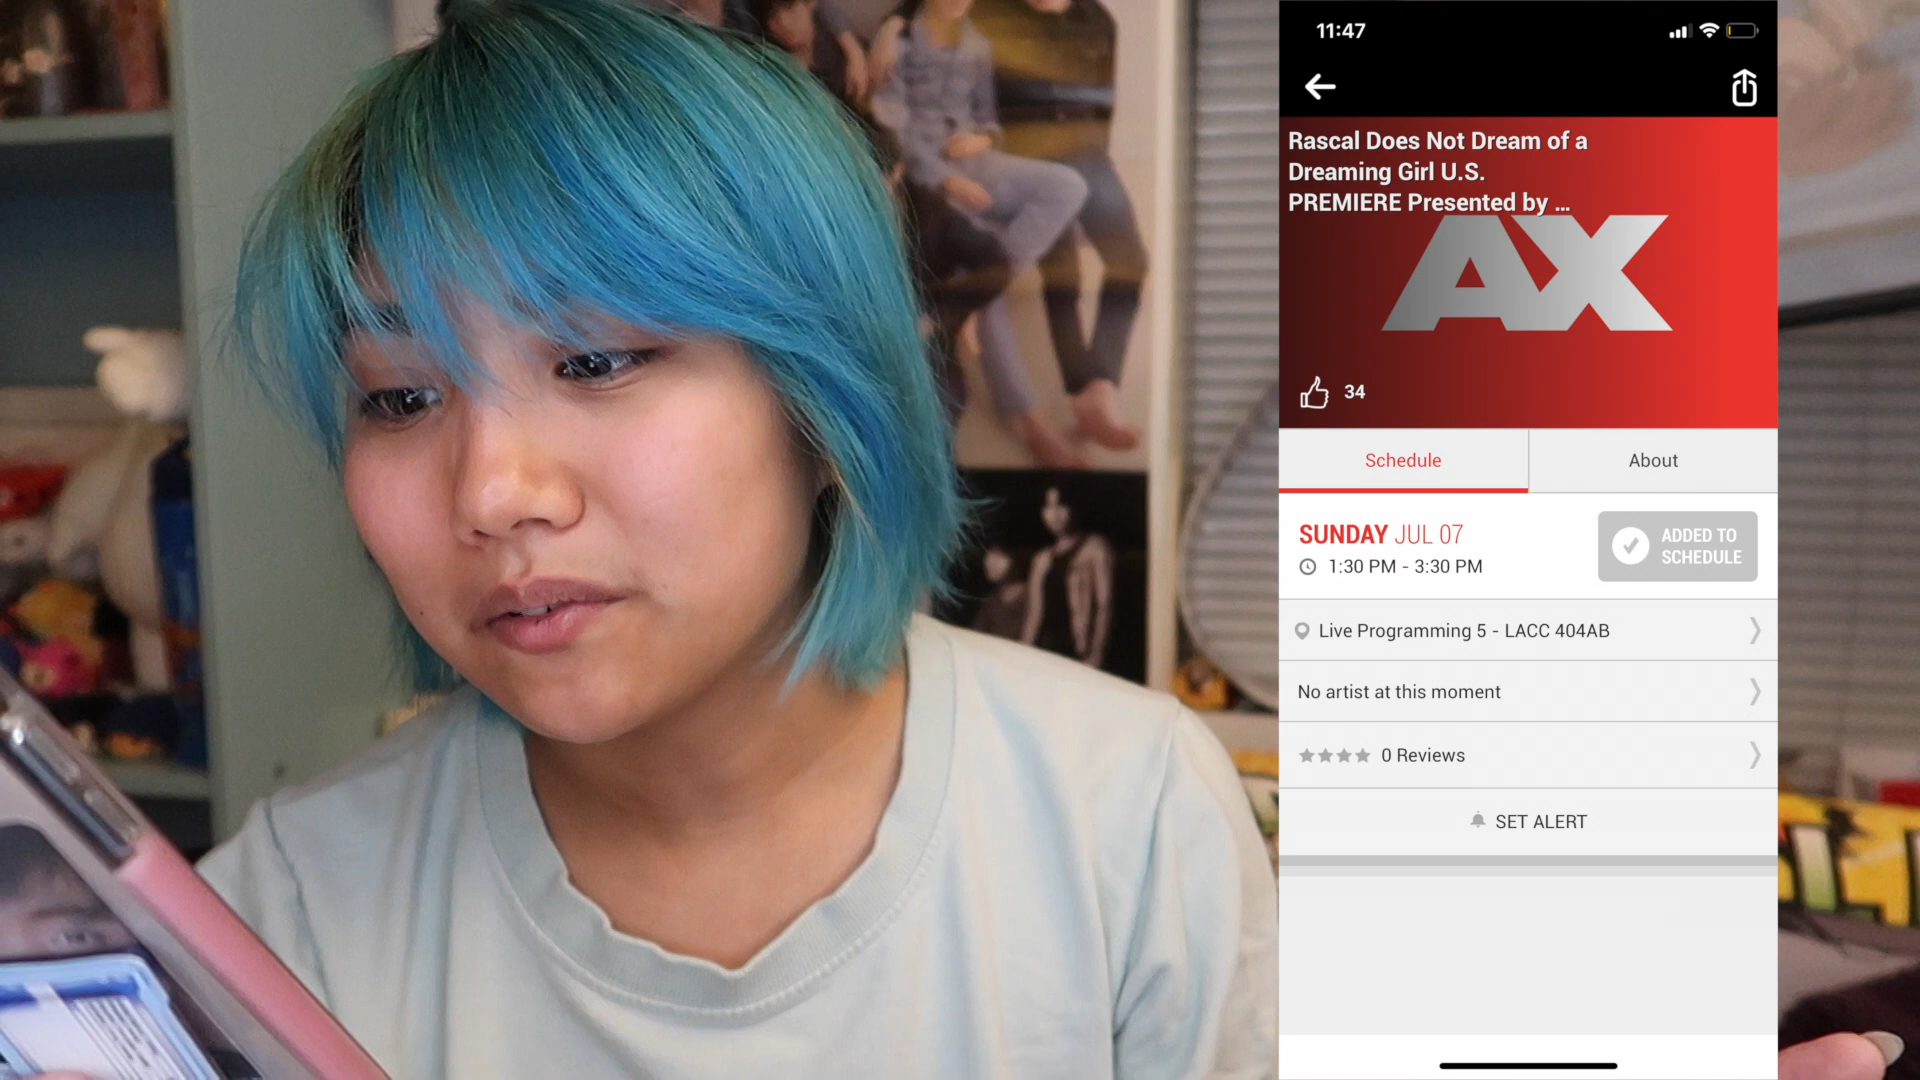 11:47
Rascal Does Not Dream of a
Dreaming Girl U.S.
PREMIERE Presented by ...
AX
34
Schedule
About
SUNDAY JUL 07
ADDED TO
SCHEDULE
1:30 PM - 3:30 PM
Live Programming 5 - LACC 404AB
No artist at this moment
0 Reviews
SET ALERT